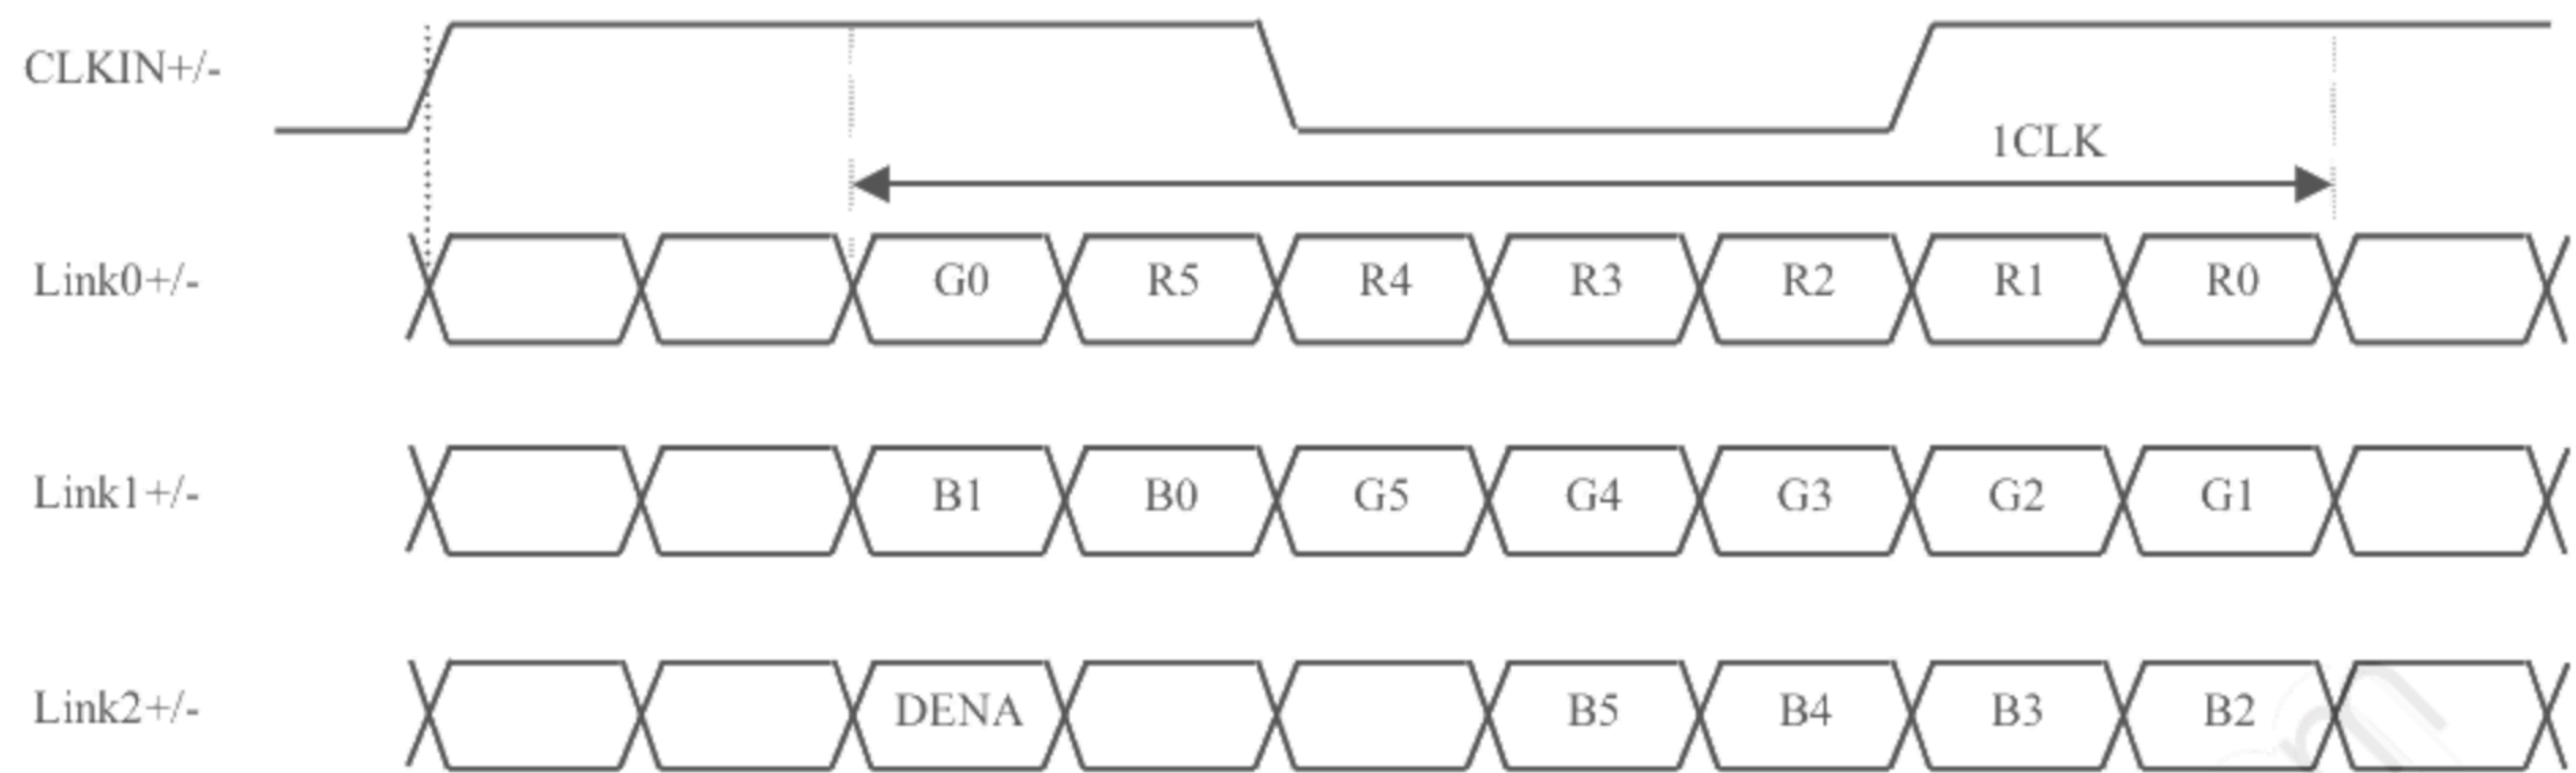 CLKIN+/-
1CLK
Link0+/- G0 R5 R4 R3 R2 R1 R0
Link1+/- B1 B0 G5 G4 G3 G2 G1
Link2+/- DENA B5 B4 B3 B2